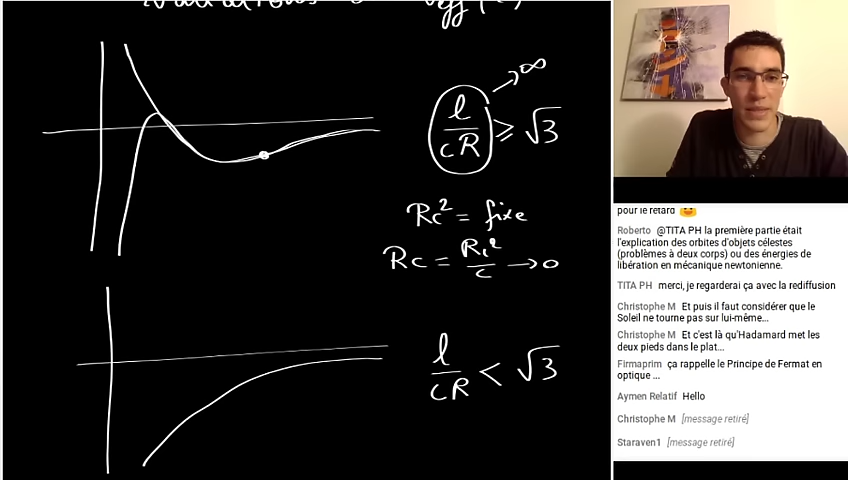 l/cR ≥ √3
→∞
Rc² = fixe
Rc = Rc²/c → 0
l/cR < √3
pour le retard
Roberto @TITA PH la première partie était
l'explication des orbites d'objets célestes
(problèmes à deux corps) ou des énergies de
libération en mécanique newtonienne.
TITA PH merci, je regarderai ça avec la rediffusion
Christophe M Et puis il faut considérer que le
Soleil ne tourne pas sur lui-même...
Christophe M Et c'est là qu'Hadamard met les
deux pieds dans le plat...
Firmaprim ça rappelle le Principe de Fermat en
optique ...
Aymen Relatif Hello
Christophe M [message retiré]
Staraven1 [message retiré]